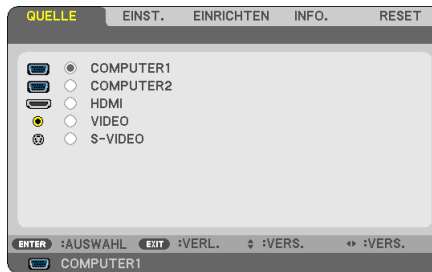 QUELLE EINST. EINRICHTEN INFO. RESET
COMPUTER1
COMPUTER2
HDMI
VIDEO
S-VIDEO
ENTER :AUSWAHL EXIT :VERL. :VERS. :VERS.
COMPUTER1